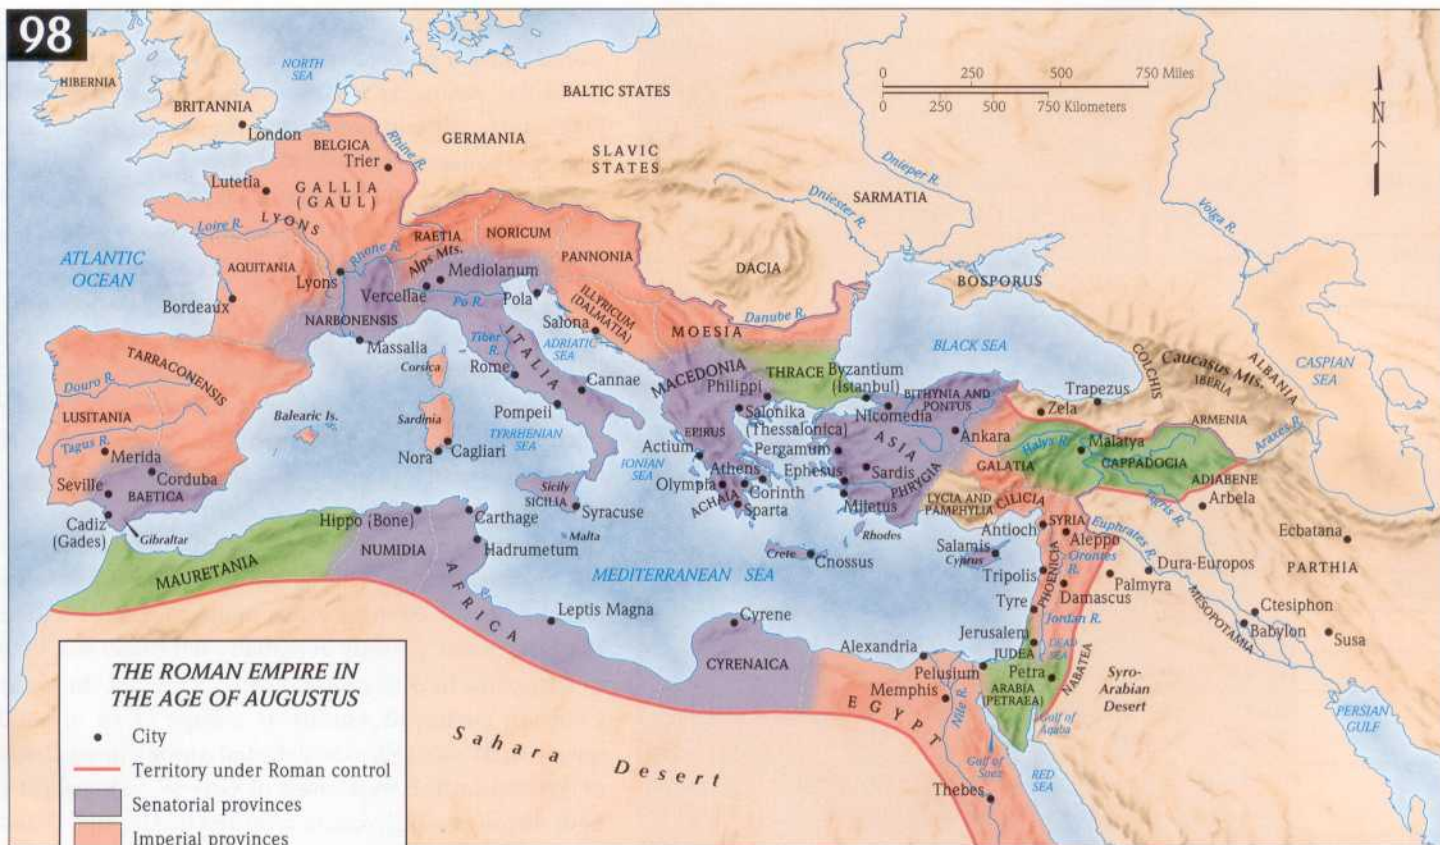 98
NORTH
SEA
HIBERNIA
BRITANNIA
London
BALTIC STATES
0 250 500 750 Miles
0 250 500 750 Kilometers
N
GERMANIA
BELGICA
Trier
Rhine R.
SLAVIC
STATES
Lutetia
GALLIA
(GAUL)
LYONS
Loire R.
Dnieper R.
Dniester R.
SARMATIA
Volga R.
ATLANTIC
OCEAN
AQUITANIA
Lyons
Rhone R.
RAETIA
Alps Mts.
NORICUM
PANNONIA
DACIA
BOSPORUS
Bordeaux
Vercellae
Mediolanum
Po R.
Pola
ILLYRICUM
(DALMATIA)
NARBONENSIS
Massalia
Salona
ADRIATIC
SEA
MOESIA
Danube R.
BLACK SEA
Caucasus Mts.
COLCHIS
IBERIA
ALBANIA
CASPIAN
SEA
TARRACONENSIS
Douro R.
LUSITANIA
Tagus R.
Merida
Corduba
Seville
BAETICA
Cadiz
(Gades)
Gibraltar
Balearic Is.
Corsica
Sardinia
Nora
Cagliari
Tiber
R.
ITALIA
Rome
Pompeii
Cannae
TYRRHENIAN
SEA
Sicily
SICILIA
Syracuse
Malta
IONIAN
SEA
MACEDONIA
Philippi
THRACE
Byzantium
(Istanbul)
BITHYNIA AND
PONTUS
Nicomedia
Trapezus
Zela
ARMENIA
Araxes R.
Salonika
(Thessalonica)
EPIRUS
Actium
Pergamum
ASIA
Ankara
Halys R.
Malatya
CAPPADOCIA
Athens
Ephesus
Sardis
GALATIA
PHRYGIA
Olympia
Corinth
ACHAIA
Sparta
Miletus
LYCIA AND
PAMPHYLIA
CILICIA
ADIABENE
Arbela
Tigris R.
Antioch
SYRIA
Aleppo
Euphrates R.
Ecbatana
Rhodes
Crete
Cnossus
Salamis
Cyprus
Orontes
R.
Dura-Europos
PARTHIA
Tripolis
PHOENICIA
Palmyra
Damascus
MESOPOTAMIA
Ctesiphon
Babylon
Susa
Tyre
Jordan R.
MAURETANIA
Hippo (Bone)
NUMIDIA
Carthage
Hadrumetum
AFRICA
MEDITERRANEAN SEA
Leptis Magna
Cyrene
CYRENAICA
Alexandria
Jerusalem
JUDEA
DEAD
SEA
Pelusium
Petra
ARABIA
(PETRAEA)
NABATEA
Syro-
Arabian
Desert
Memphis
EGYPT
Nile R.
Gulf of
Aqaba
Gulf of
Suez
RED
SEA
PERSIAN
GULF
Thebes
Sahara Desert
THE ROMAN EMPIRE IN
THE AGE OF AUGUSTUS
City
Territory under Roman control
Senatorial provinces
Imperial provinces